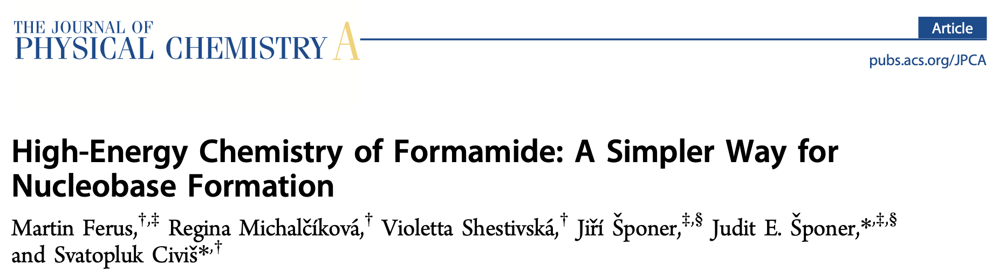 THE JOURNAL OF
PHYSICAL CHEMISTRY A
Article
pubs.acs.org/JPCA
High-Energy Chemistry of Formamide: A Simpler Way for
Nucleobase Formation
Martin Ferus,†,‡ Regina Michalčíková,† Violetta Shestivská,† Jiří Šponer,‡,§ Judit E. Šponer,*,‡,§
and Svatopluk Civiš*,†